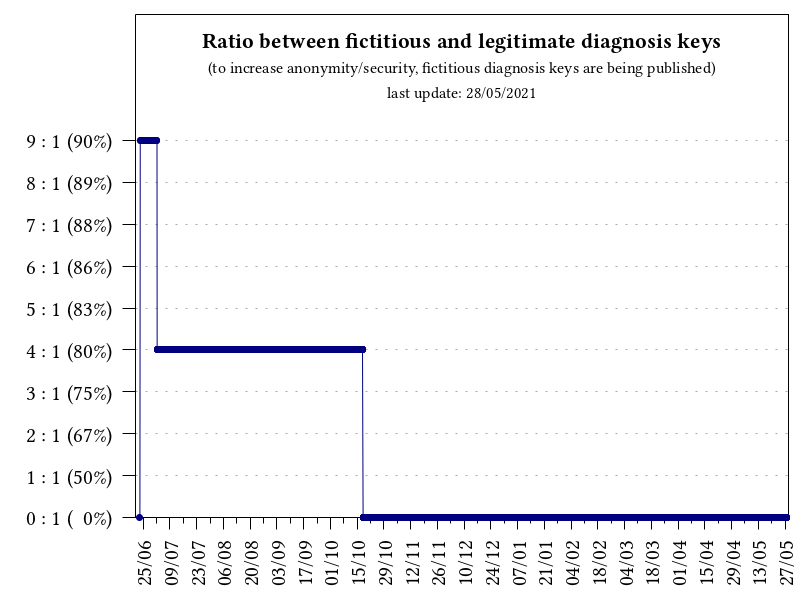 Ratio between fictitious and legitimate diagnosis keys
(to increase anonymity/security, fictitious diagnosis keys are being published)
last update: 28/05/2021
9 : 1 (90%)
8 : 1 (89%)
7 : 1 (88%)
6 : 1 (86%)
5 : 1 (83%)
4 : 1 (80%)
3 : 1 (75%)
2 : 1 (67%)
1 : 1 (50%)
0 : 1 (  0%)
25/06
09/07
23/07
06/08
20/08
03/09
17/09
01/10
15/10
29/10
12/11
26/11
10/12
24/12
07/01
21/01
04/02
18/02
04/03
18/03
01/04
15/04
29/04
13/05
27/05